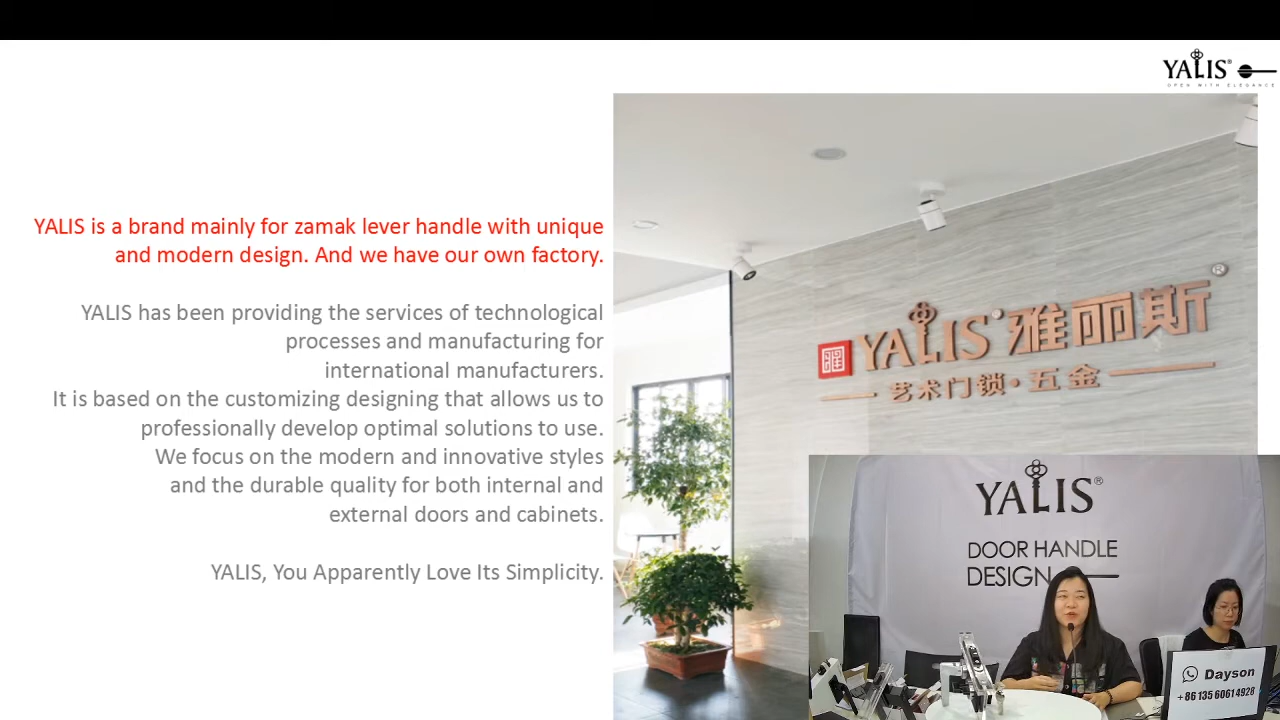 YALIS®
OPEN WITH ELEGANCE
YALIS is a brand mainly for zamak lever handle with unique
and modern design. And we have our own factory.
YALIS has been providing the services of technological
processes and manufacturing for
international manufacturers.
It is based on the customizing designing that allows us to
professionally develop optimal solutions to use.
We focus on the modern and innovative styles
and the durable quality for both internal and
external doors and cabinets.
YALIS, You Apparently Love Its Simplicity.
雅 YALIS®雅丽斯®
艺术门锁·五金
YALIS®
DOOR HANDLE
DESIGN
Dayson
+86 135 6061 4928